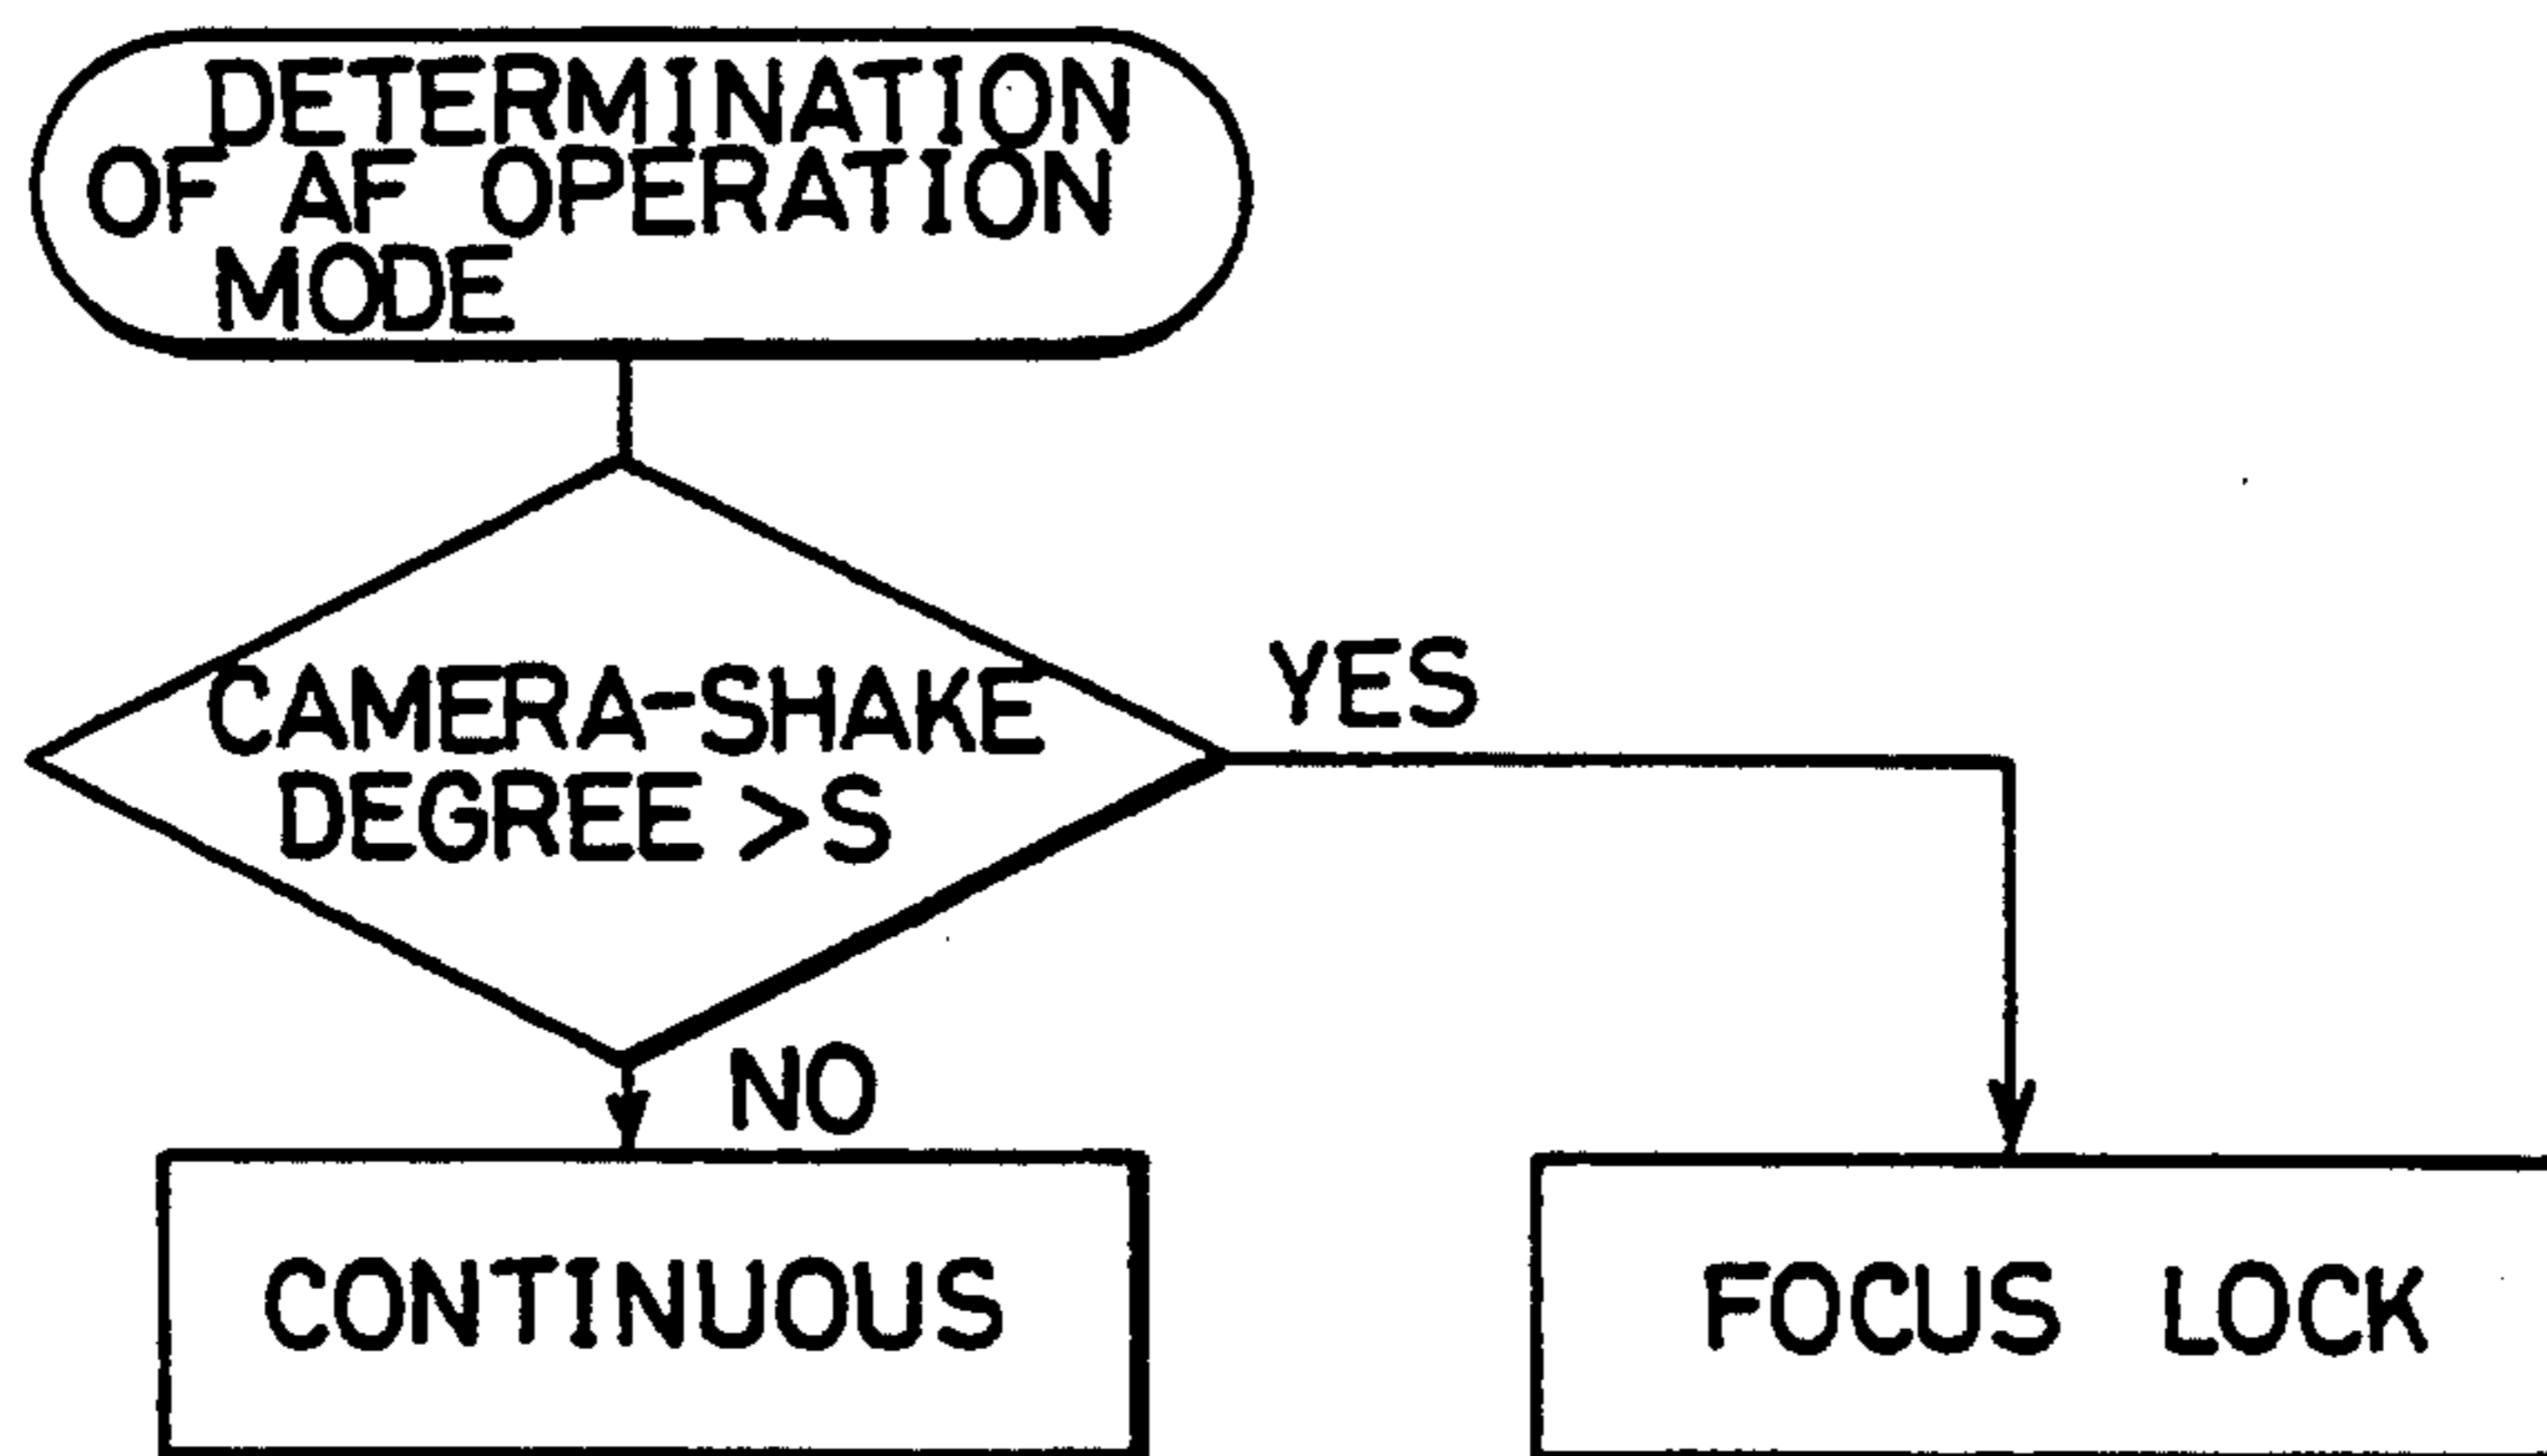 DETERMINATION
OF AF OPERATION
MODE
CAMERA-SHAKE
DEGREE >S
YES
NO
CONTINUOUS
FOCUS LOCK